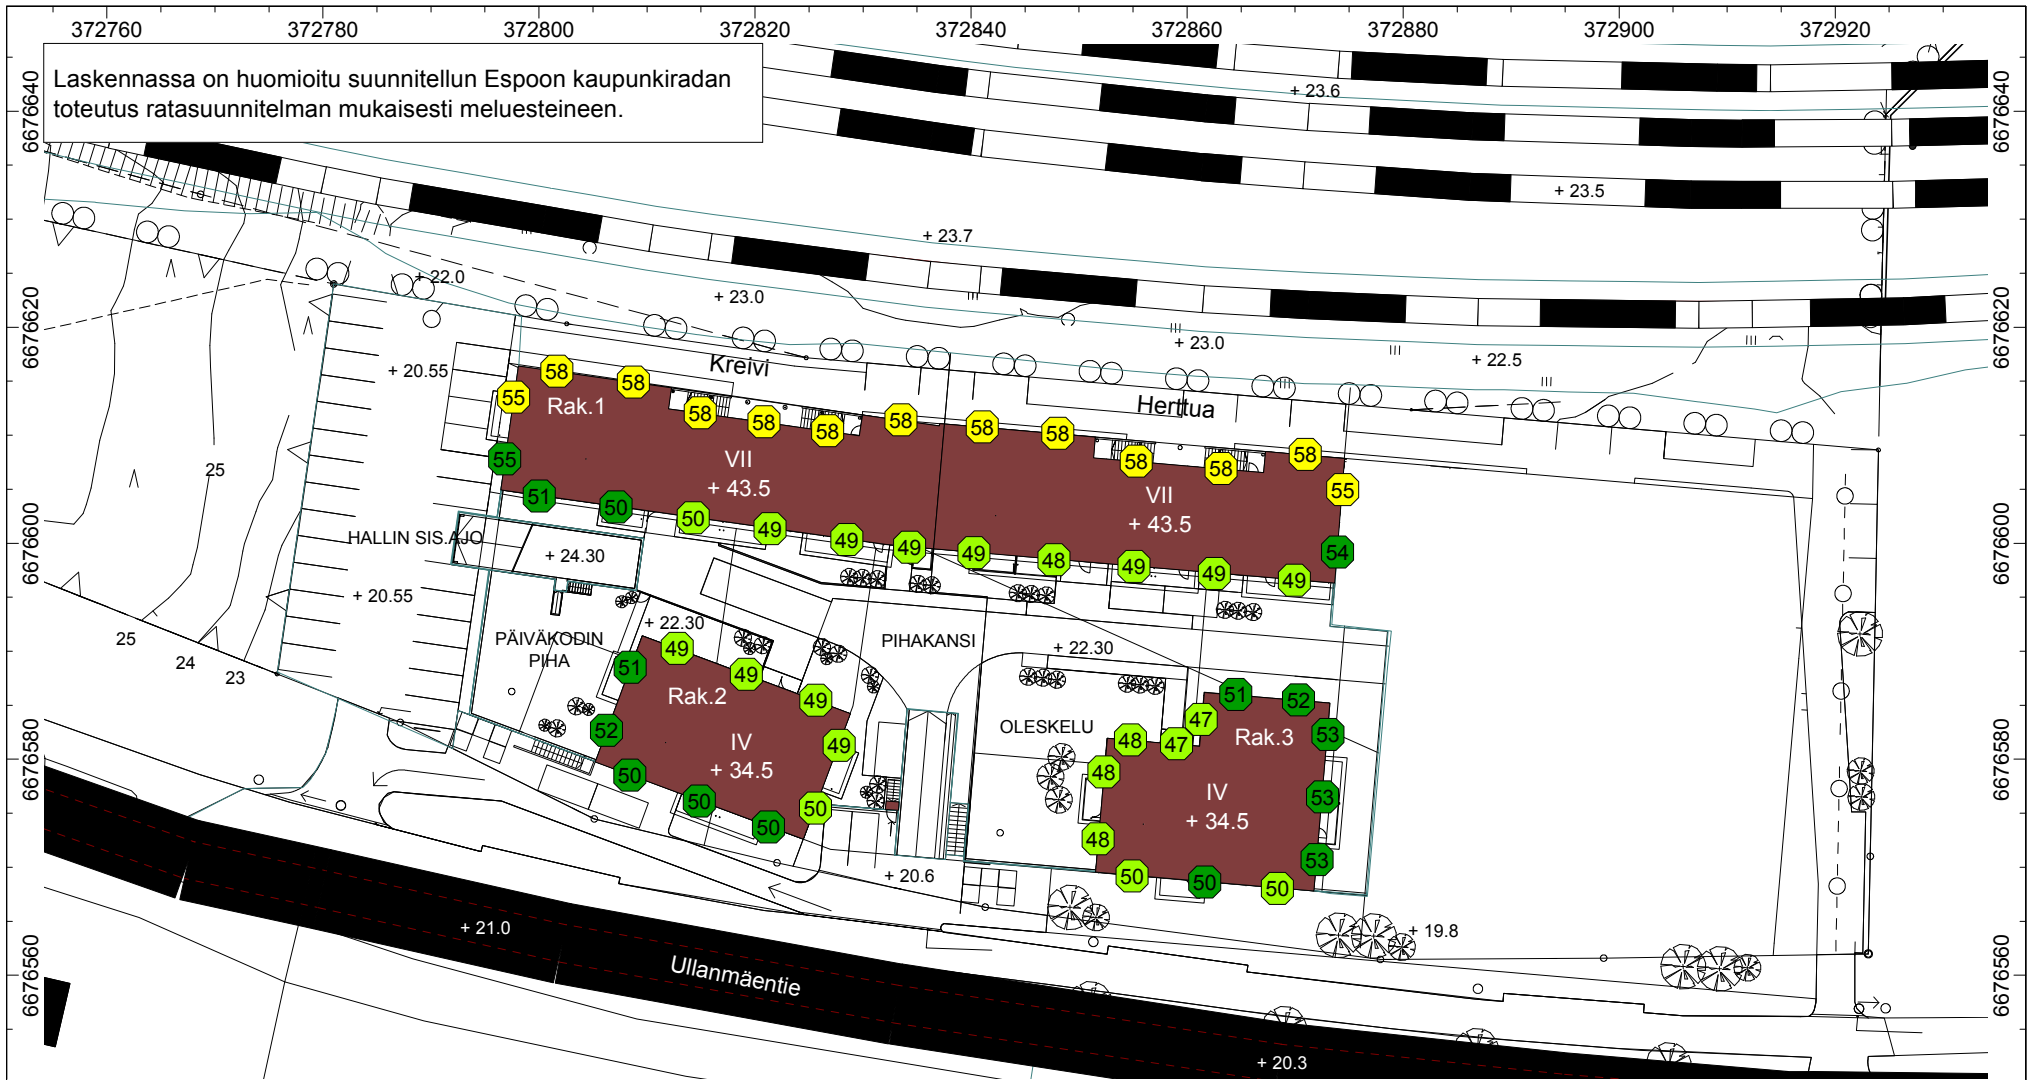 372760 372780 372800 372820 372840 372860 372880 372900 372920
Laskennassa on huomioitu suunnitellun Espoon kaupunkiradan
toteutus ratasuunnitelman mukaisesti meluesteineen.
6676640 6676640
+ 23.6
+ 23.5
+ 23.7
+ 22.0
+ 23.0
6676620 6676620
+ 23.0
+ 22.5
Kreivi
+ 20.55
58 58
55
Rak.1
Herttua
58 58 58 58 58 58
58 58 58
55
VII
+ 43.5
55
25
51 50 50 49 49 49 49 48 49 49 49
VII
+ 43.5
54
6676600 6676600
HALLIN SIS.AJO
+ 24.30
+ 20.55
+ 22.30
25
24
23
PÄIVÄKODIN
PIHA
PIHAKANSI
+ 22.30
49 49 49
51
52
Rak.2
49
IV
+ 34.5
50 50 50 50
OLESKELU
51 52
47
48 47
Rak.3
53
48
53
IV
+ 34.5
48
53
50 50 50
6676580 6676580
+ 20.6
+ 19.8
+ 21.0
Ullanmäentie
6676560 6676560
+ 20.3